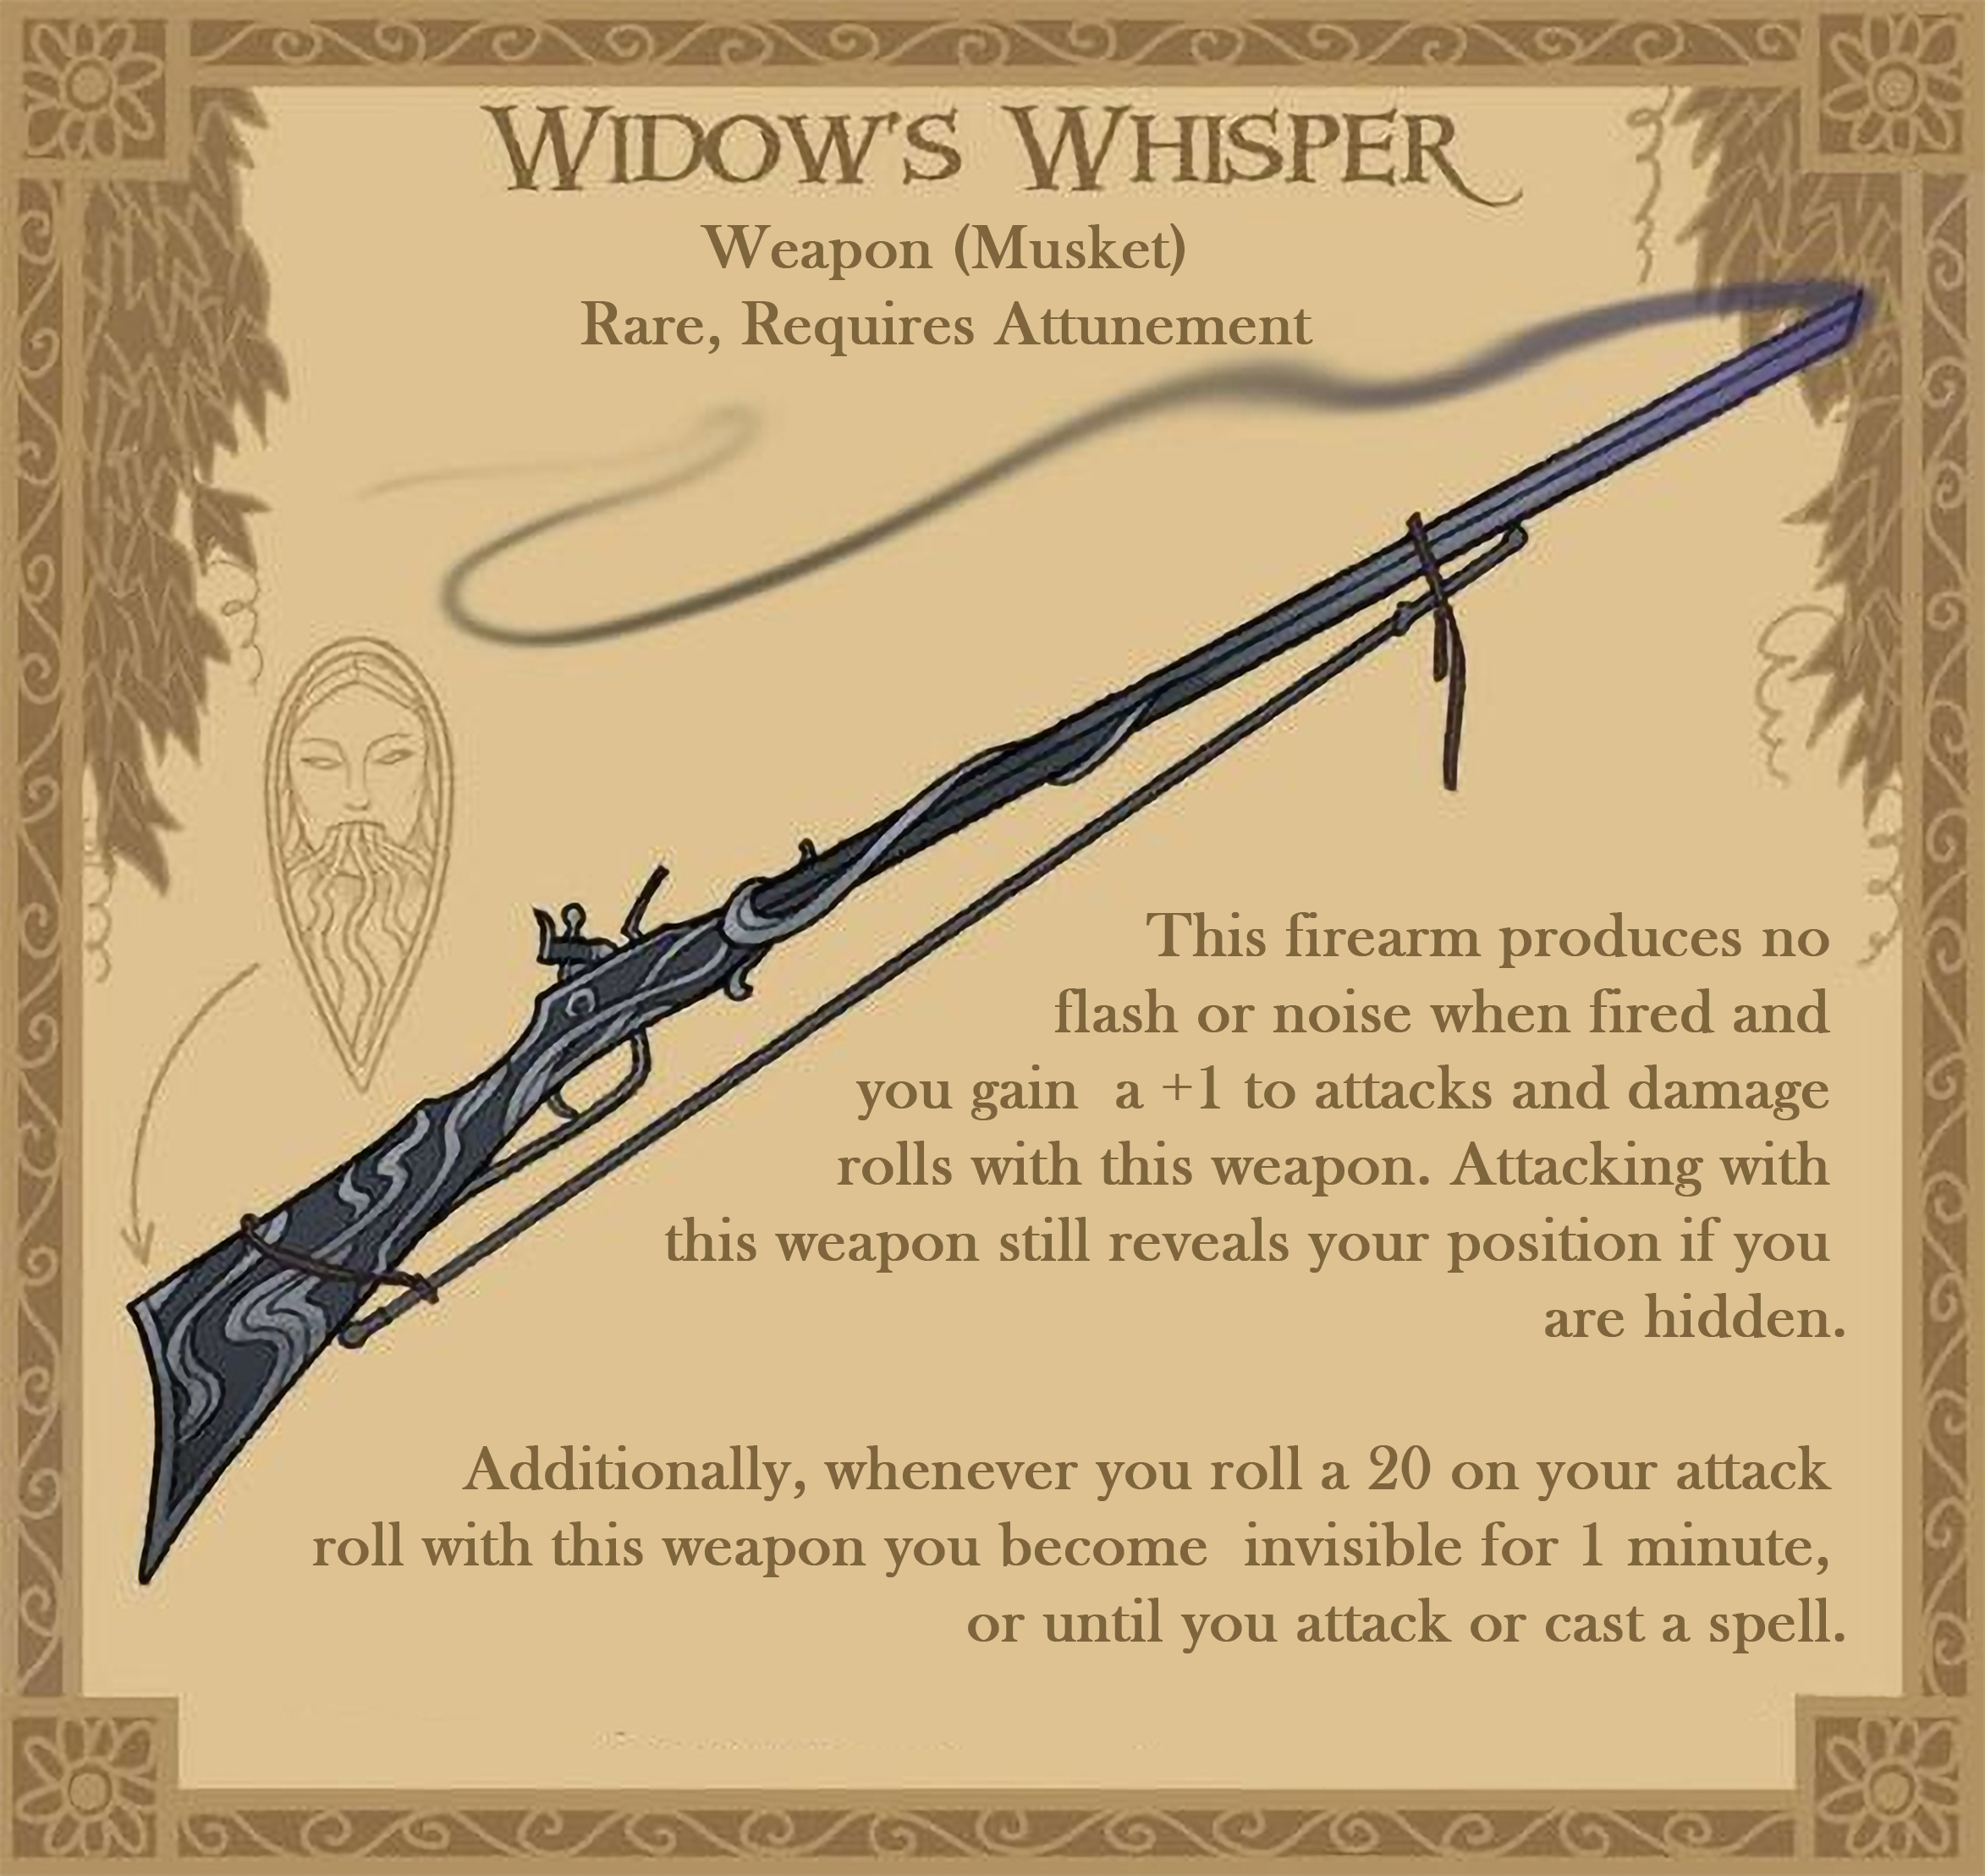 Widow's Whisper
Weapon (Musket)
Rare, Requires Attunement
This firearm produces no
flash or noise when fired and
you gain  a +1 to attacks and damage
rolls with this weapon. Attacking with
this weapon still reveals your position if you
are hidden.
Additionally, whenever you roll a 20 on your attack
roll with this weapon you become  invisible for 1 minute,
or until you attack or cast a spell.